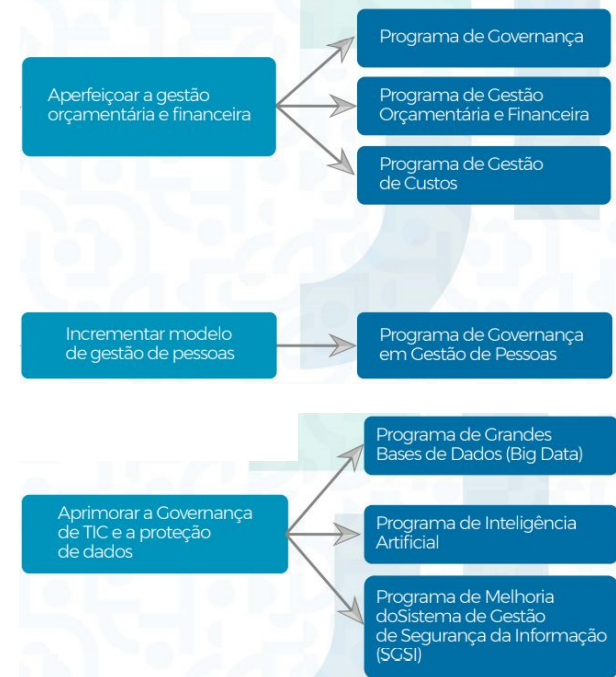 Aperfeiçoar a gestão
orçamentária e financeira
Programa de Governança
Programa de Gestão
Orçamentária e Financeira
Programa de Gestão
de Custos
Incrementar modelo
de gestão de pessoas
Programa de Governança
em Gestão de Pessoas
Aprimorar a Governança
de TIC e a proteção
de dados
Programa de Grandes
Bases de Dados (Big Data)
Programa de Inteligência
Artificial
Programa de Melhoria
doSistema de Gestão
de Segurança da Informação
(SGSI)